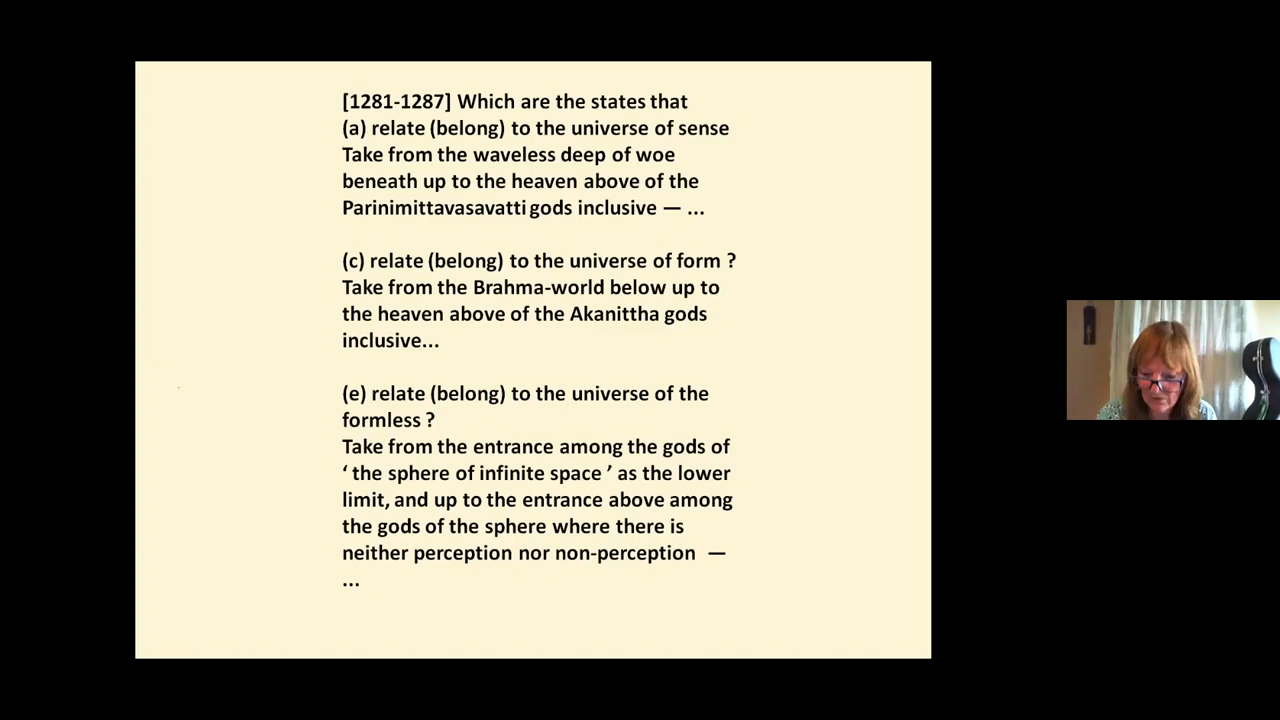 [1281-1287] Which are the states that
(a) relate (belong) to the universe of sense
Take from the waveless deep of woe
beneath up to the heaven above of the
Parinimittavasavatti gods inclusive — ...
(c) relate (belong) to the universe of form ?
Take from the Brahma-world below up to
the heaven above of the Akanittha gods
inclusive...
(e) relate (belong) to the universe of the
formless ?
Take from the entrance among the gods of
‘ the sphere of infinite space ’ as the lower
limit, and up to the entrance above among
the gods of the sphere where there is
neither perception nor non-perception —
...